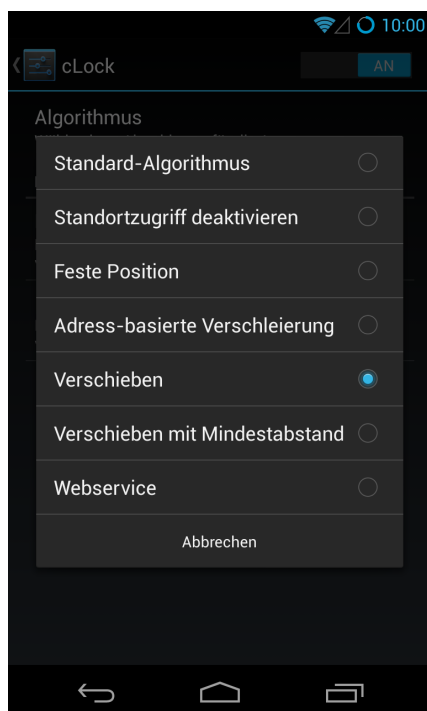 10:00
cLock
AN
Algorithmus
Standard-Algorithmus
Standortzugriff deaktivieren
Feste Position
Adress-basierte Verschleierung
Verschieben
Verschieben mit Mindestabstand
Webservice
Abbrechen